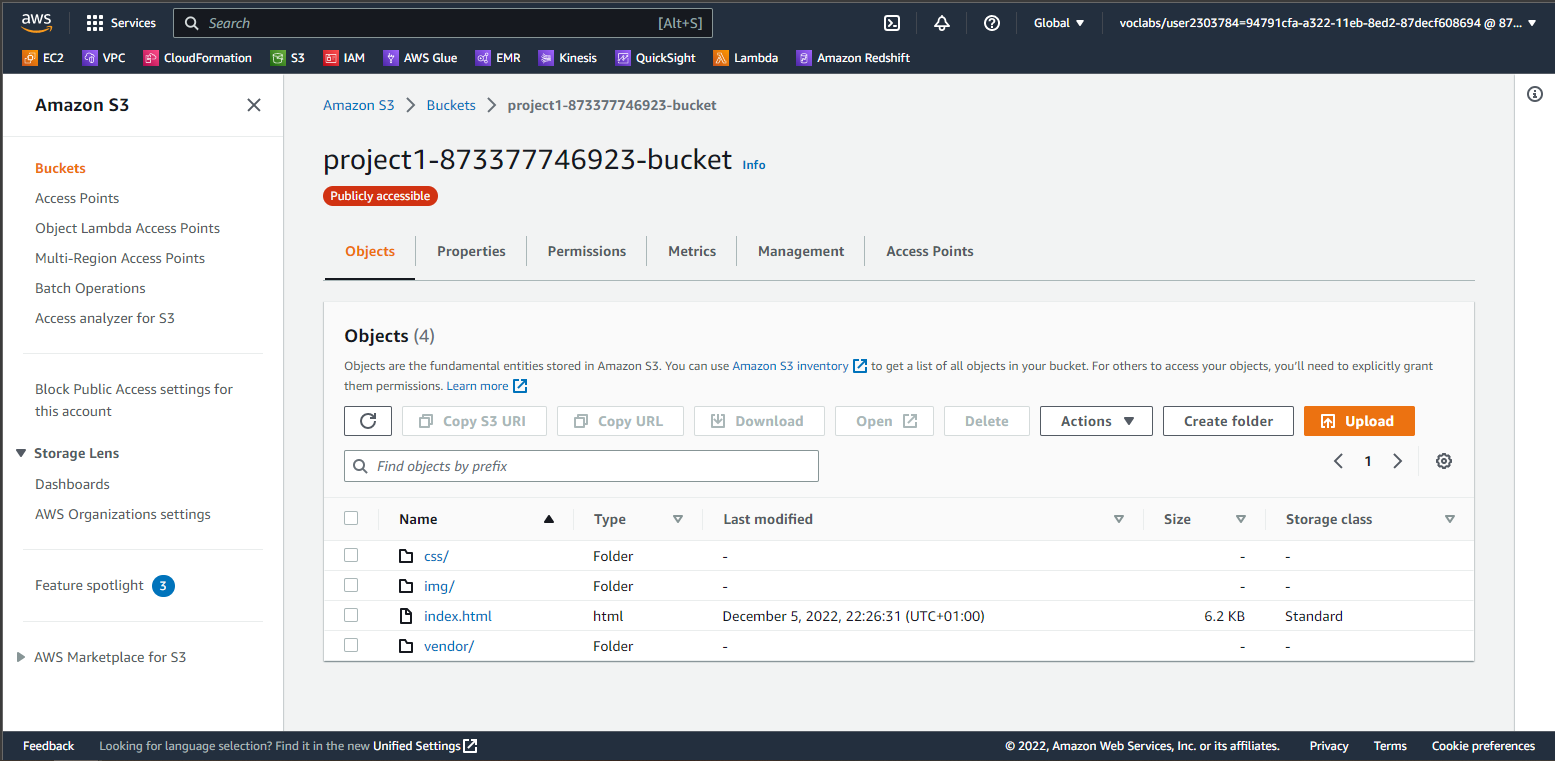 aws Services Search [Alt+S] Global voclabs/user2303784=94791cfa-a322-11eb-8ed2-87decf608694 @ 87...
EC2 VPC CloudFormation S3 IAM AWS Glue EMR Kinesis QuickSight Lambda Amazon Redshift
Amazon S3
Buckets
Access Points
Object Lambda Access Points
Multi-Region Access Points
Batch Operations
Access analyzer for S3
Block Public Access settings for
this account
Storage Lens
Dashboards
AWS Organizations settings
Feature spotlight 3
AWS Marketplace for S3
Amazon S3 Buckets project1-873377746923-bucket
project1-873377746923-bucket Info
Publicly accessible
Objects Properties Permissions Metrics Management Access Points
Objects (4)
Objects are the fundamental entities stored in Amazon S3. You can use Amazon S3 inventory to get a list of all objects in your bucket. For others to access your objects, you'll need to explicitly grant
them permissions. Learn more
Copy S3 URI Copy URL Download Open Delete Actions Create folder Upload
Find objects by prefix 1
Name Type Last modified Size Storage class
css/ Folder - - -
img/ Folder - - -
index.html html December 5, 2022, 22:26:31 (UTC+01:00) 6.2 KB Standard
vendor/ Folder - - -
Feedback Looking for language selection? Find it in the new Unified Settings © 2022, Amazon Web Services, Inc. or its affiliates. Privacy Terms Cookie preferences